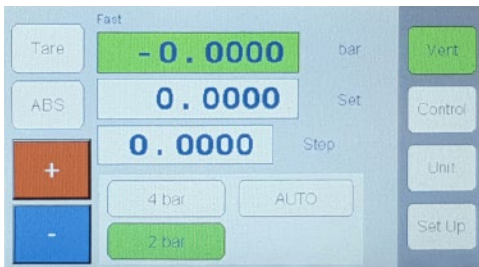 Fast
Tare
-0.0000
bar
Vent
ABS
0.0000
Set
Control
+
0.0000
Step
Unit
4 bar
AUTO
-
2 bar
Set Up